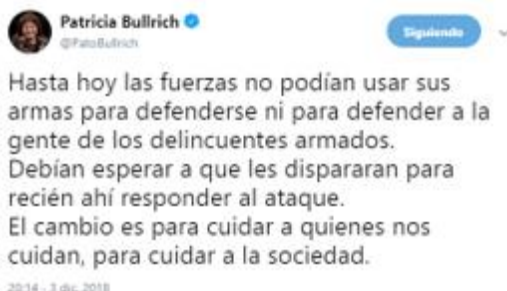 Patricia Bullrich
@PatoBullrich
Siguiendo
Hasta hoy las fuerzas no podían usar sus
armas para defenderse ni para defender a la
gente de los delincuentes armados.
Debían esperar a que les dispararan para
recién ahí responder al ataque.
El cambio es para cuidar a quienes nos
cuidan, para cuidar a la sociedad.
20:14 - 3 dic. 2018